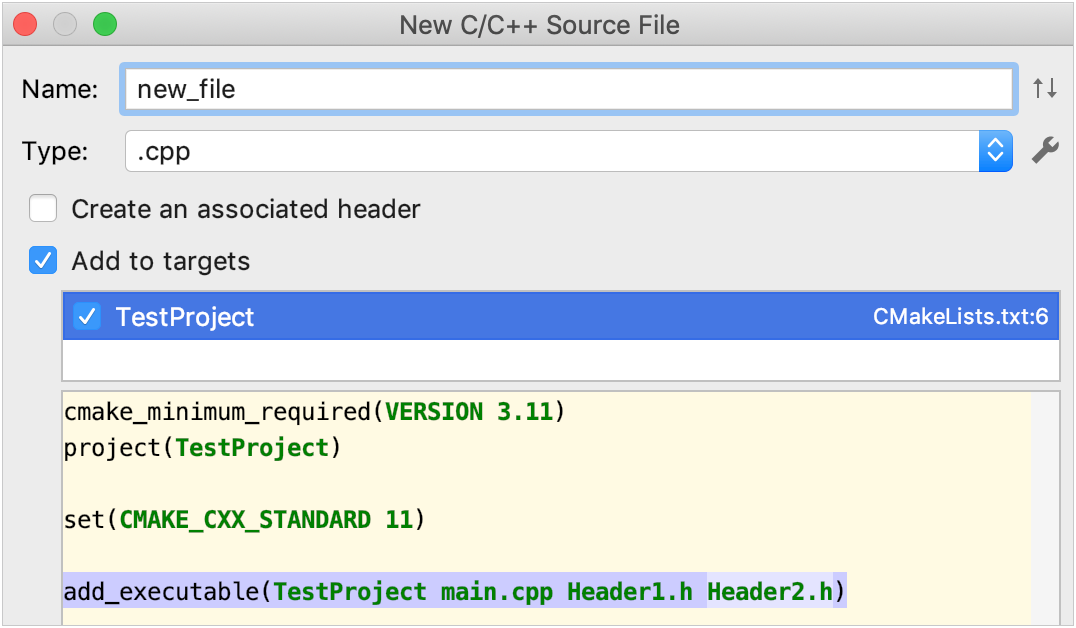 New C/C++ Source File
Name: new_file
Type: .cpp
Create an associated header
Add to targets
TestProject CMakeLists.txt:6
cmake_minimum_required(VERSION 3.11)
project(TestProject)
set(CMAKE_CXX_STANDARD 11)
add_executable(TestProject main.cpp Header1.h Header2.h)